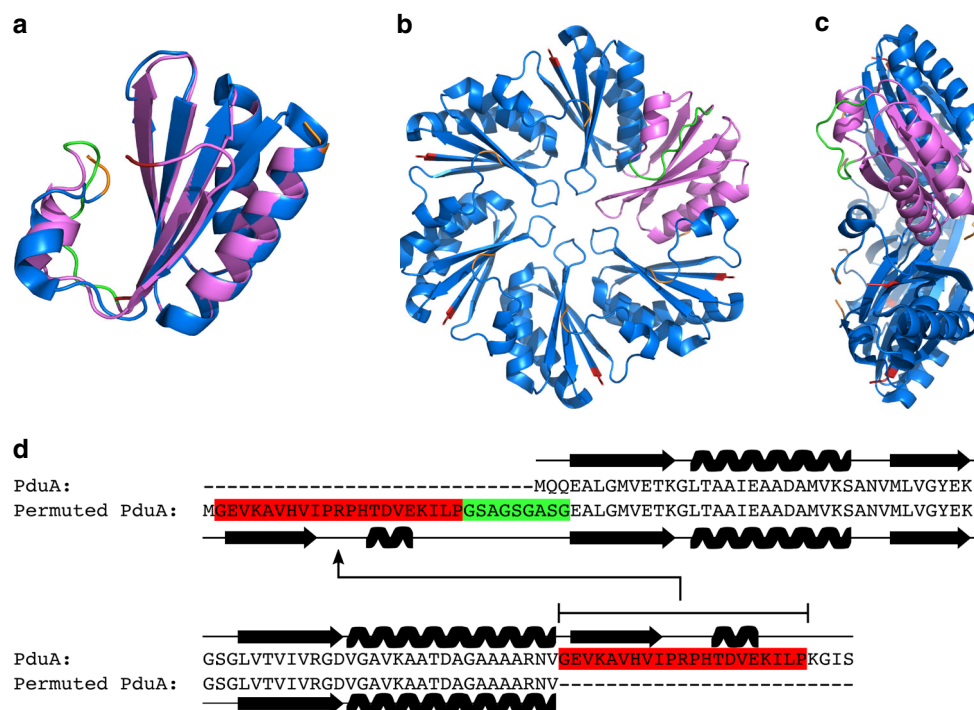 a
b
c
d
PduA: ------------------------------MQQEALGMVETKGLTAAIEAADAMVKSANVMLVGYEK
Permuted PduA: MGEVKAVHVIPRPHTDVEKILPGSAGSGASGEALGMVETKGLTAAIEAADAMVKSANVMLVGYEK
PduA: GSGLVTVIVRGDVGAVKAATDAGAAAARNVGEVKAVHVIPRPHTDVEKILPKGIS
Permuted PduA: GSGLVTVIVRGDVGAVKAATDAGAAAARNV--------------------------